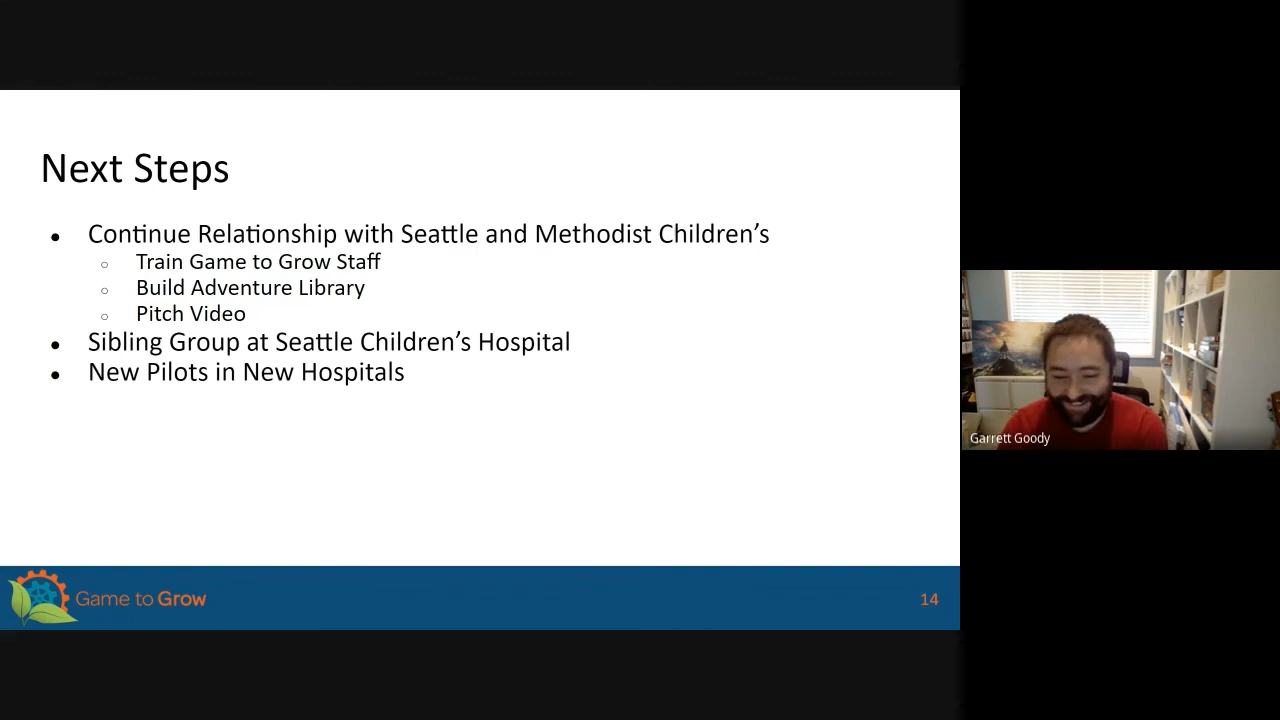 Next Steps
● Continue Relationship with Seattle and Methodist Children’s
○ Train Game to Grow Staff
○ Build Adventure Library
○ Pitch Video
● Sibling Group at Seattle Children’s Hospital
● New Pilots in New Hospitals
Garrett Goody
Game to Grow
14